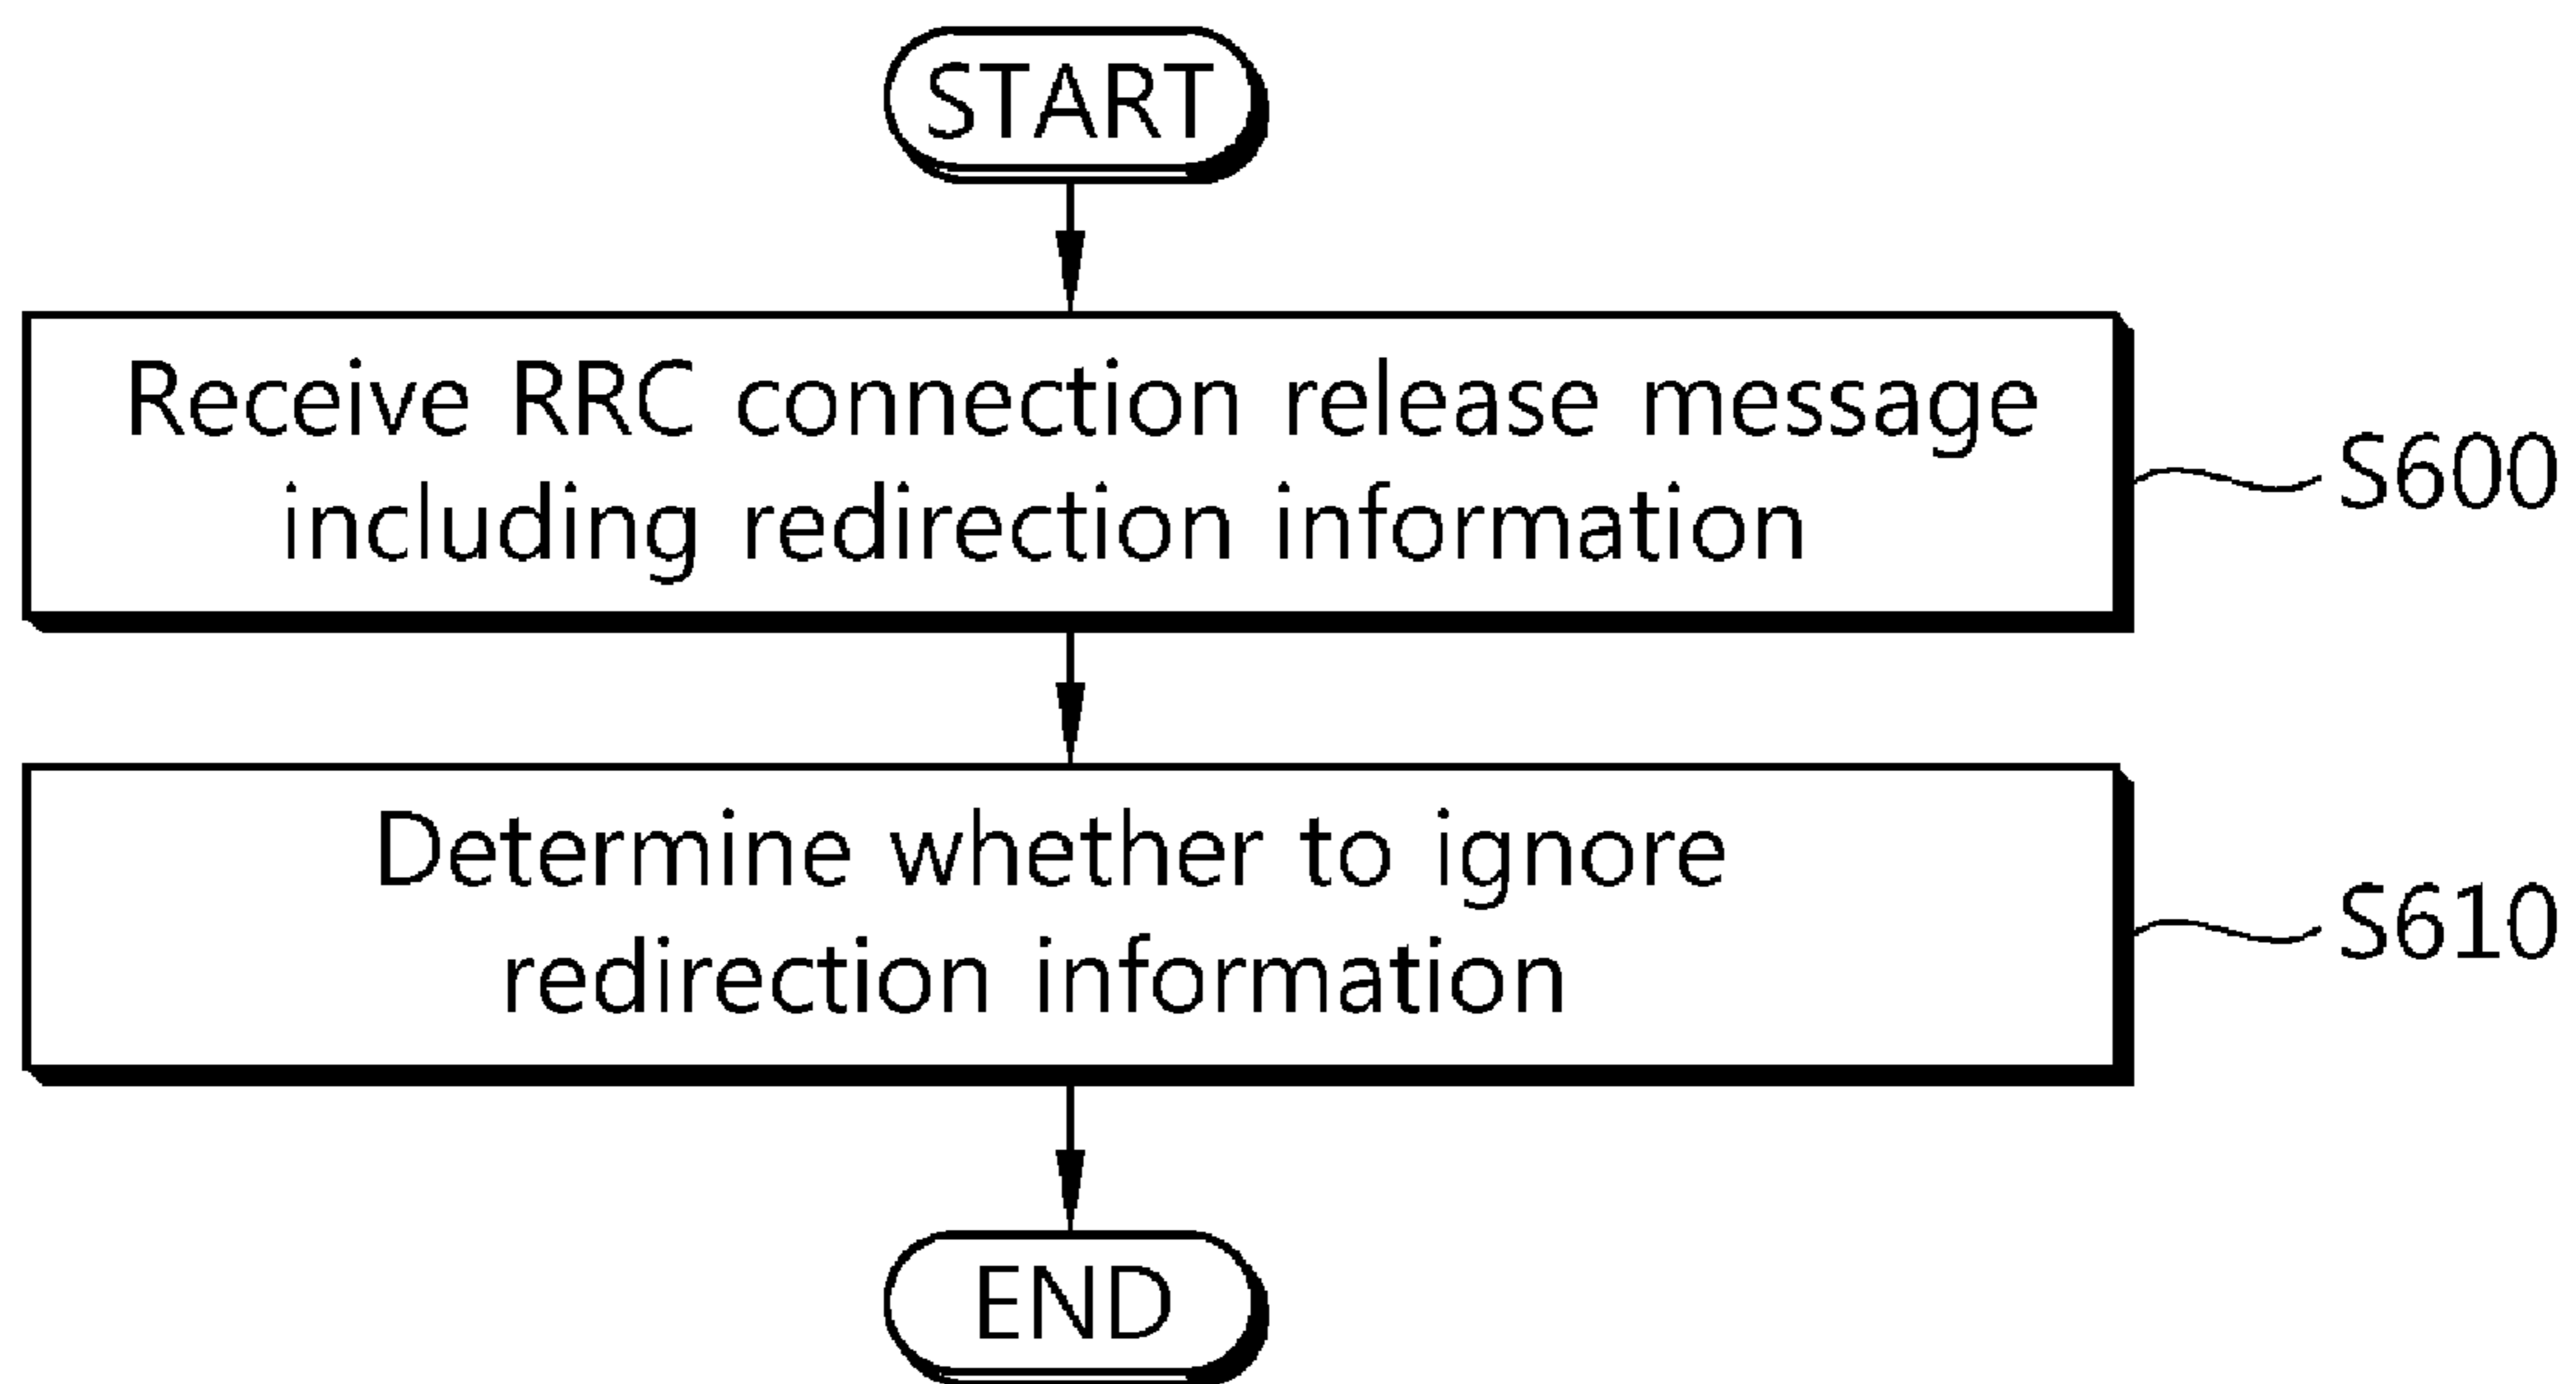 START
Receive RRC connection release message
including redirection information
S600
Determine whether to ignore
redirection information
S610
END